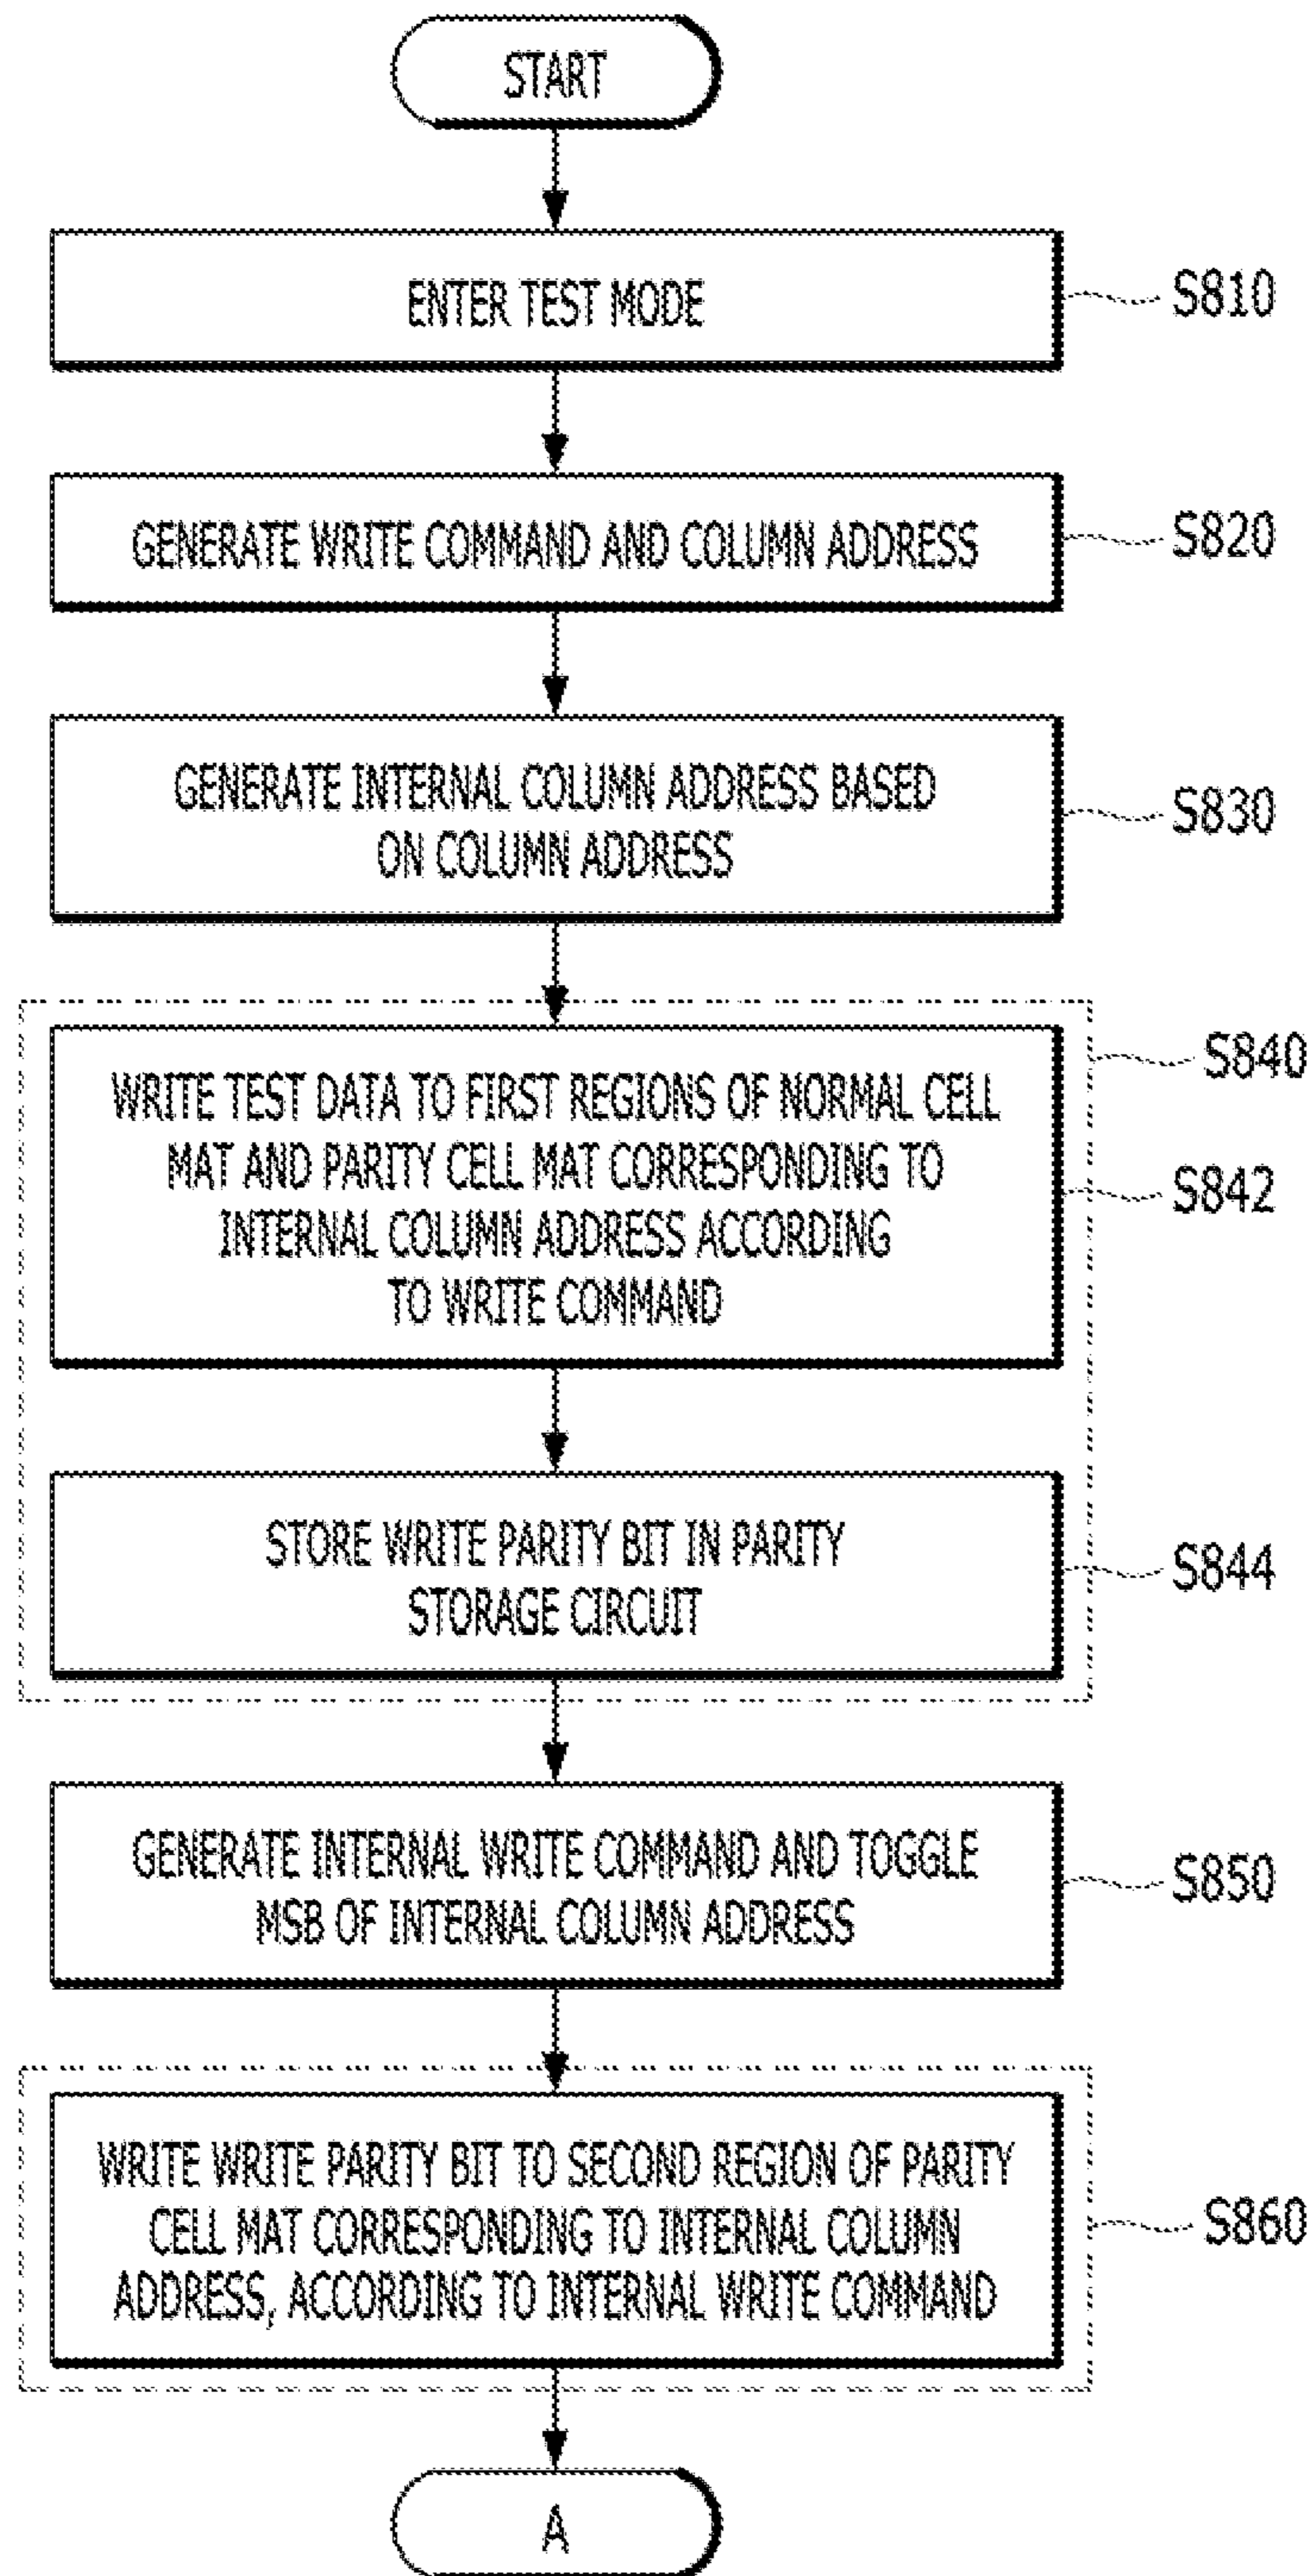 START
ENTER TEST MODE
S810
GENERATE WRITE COMMAND AND COLUMN ADDRESS
S820
GENERATE INTERNAL COLUMN ADDRESS BASED
ON COLUMN ADDRESS
S830
S840
WRITE TEST DATA TO FIRST REGIONS OF NORMAL CELL
MAT AND PARITY CELL MAT CORRESPONDING TO
INTERNAL COLUMN ADDRESS ACCORDING
TO WRITE COMMAND
S842
STORE WRITE PARITY BIT IN PARITY
STORAGE CIRCUIT
S844
GENERATE INTERNAL WRITE COMMAND AND TOGGLE
MSB OF INTERNAL COLUMN ADDRESS
S850
WRITE WRITE PARITY BIT TO SECOND REGION OF PARITY
CELL MAT CORRESPONDING TO INTERNAL COLUMN
ADDRESS, ACCORDING TO INTERNAL WRITE COMMAND
S860
A